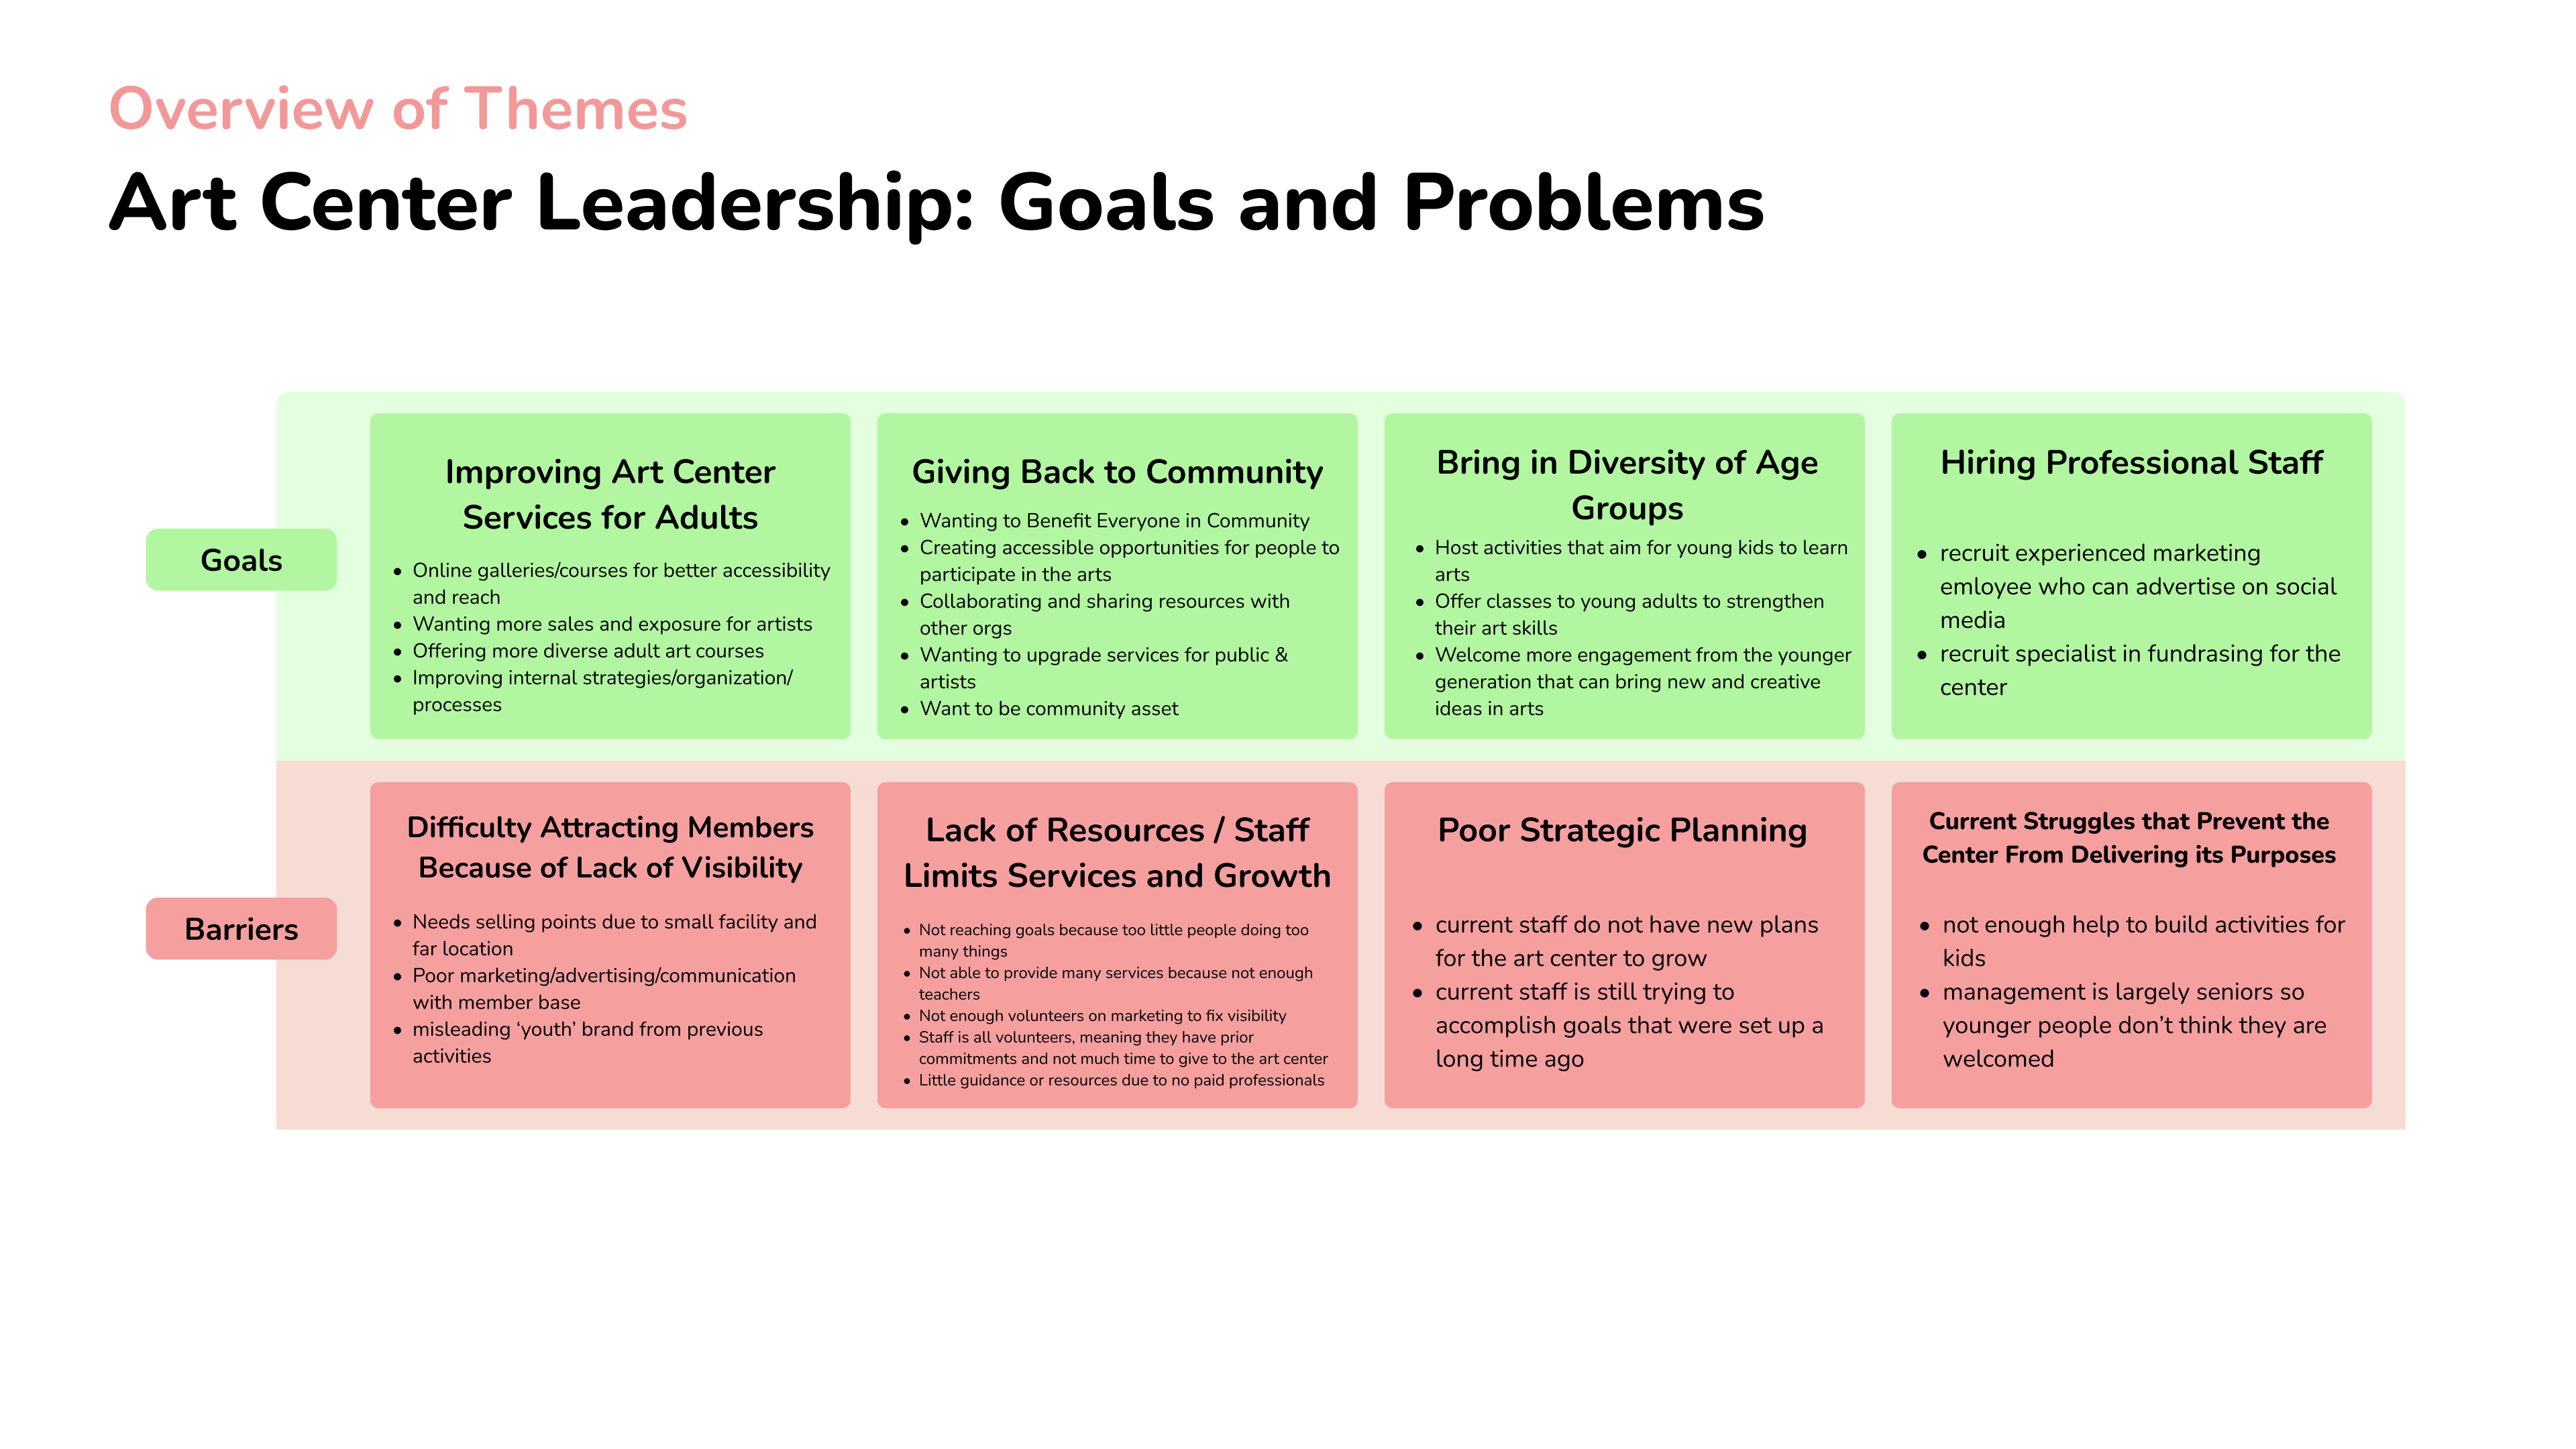 Overview of Themes
Art Center Leadership: Goals and Problems
Goals
Improving Art Center
Services for Adults
• Online galleries/courses for better accessibility
and reach
• Wanting more sales and exposure for artists
• Offering more diverse adult art courses
• Improving internal strategies/organization/
processes
Giving Back to Community
• Wanting to Benefit Everyone in Community
• Creating accessible opportunities for people to
participate in the arts
• Collaborating and sharing resources with
other orgs
• Wanting to upgrade services for public &
artists
• Want to be community asset
Bring in Diversity of Age
Groups
• Host activities that aim for young kids to learn
arts
• Offer classes to young adults to strengthen
their art skills
• Welcome more engagement from the younger
generation that can bring new and creative
ideas in arts
Hiring Professional Staff
• recruit experienced marketing
emloyee who can advertise on social
media
• recruit specialist in fundrasing for the
center
Barriers
Difficulty Attracting Members
Because of Lack of Visibility
• Needs selling points due to small facility and
far location
• Poor marketing/advertising/communication
with member base
• misleading ‘youth’ brand from previous
activities
Lack of Resources / Staff
Limits Services and Growth
• Not reaching goals because too little people doing too
many things
• Not able to provide many services because not enough
teachers
• Not enough volunteers on marketing to fix visibility
• Staff is all volunteers, meaning they have prior
commitments and not much time to give to the art center
• Little guidance or resources due to no paid professionals
Poor Strategic Planning
• current staff do not have new plans
for the art center to grow
• current staff is still trying to
accomplish goals that were set up a
long time ago
Current Struggles that Prevent the
Center From Delivering its Purposes
• not enough help to build activities for
kids
• management is largely seniors so
younger people don’t think they are
welcomed